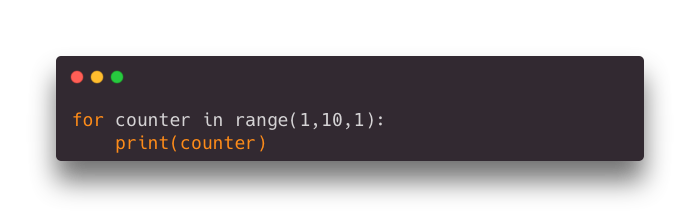 for counter in range(1,10,1):
    print(counter)